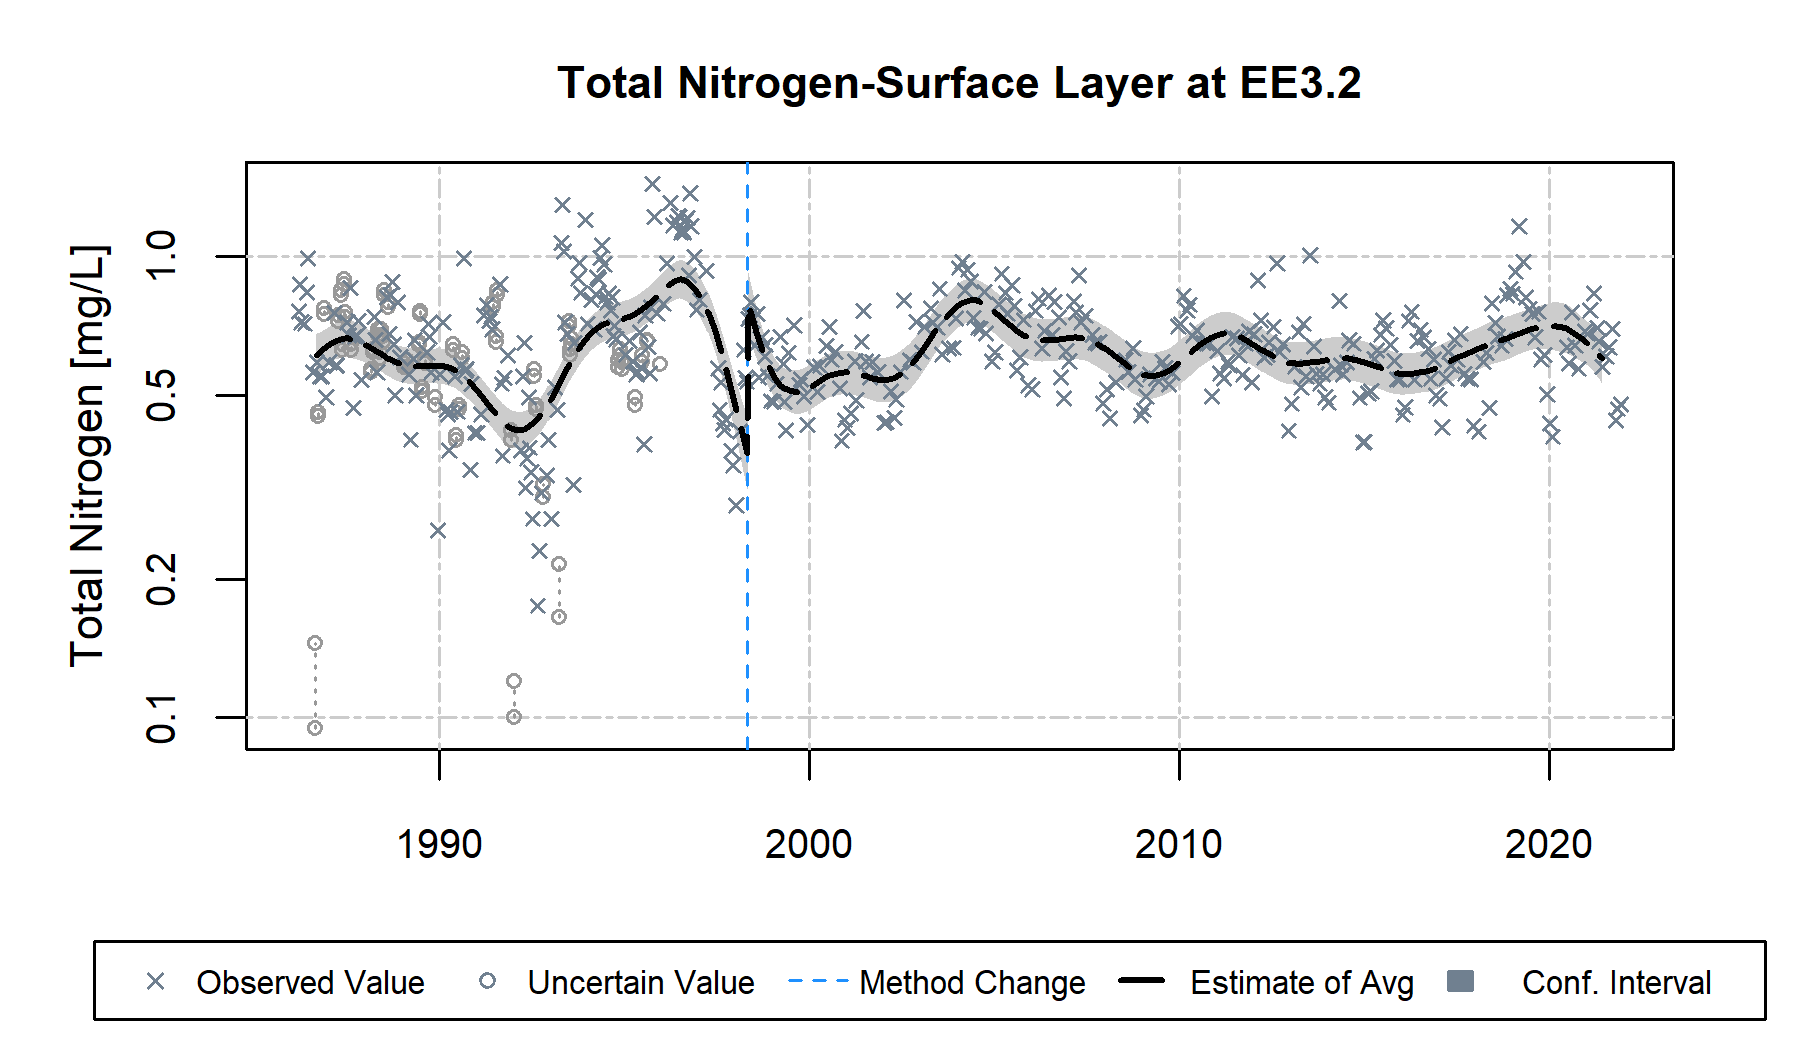 Total Nitrogen-Surface Layer at EE3.2
Total Nitrogen [mg/L]
1.0
0.5
0.2
0.1
1990 2000 2010 2020
Observed Value Uncertain Value Method Change Estimate of Avg Conf. Interval